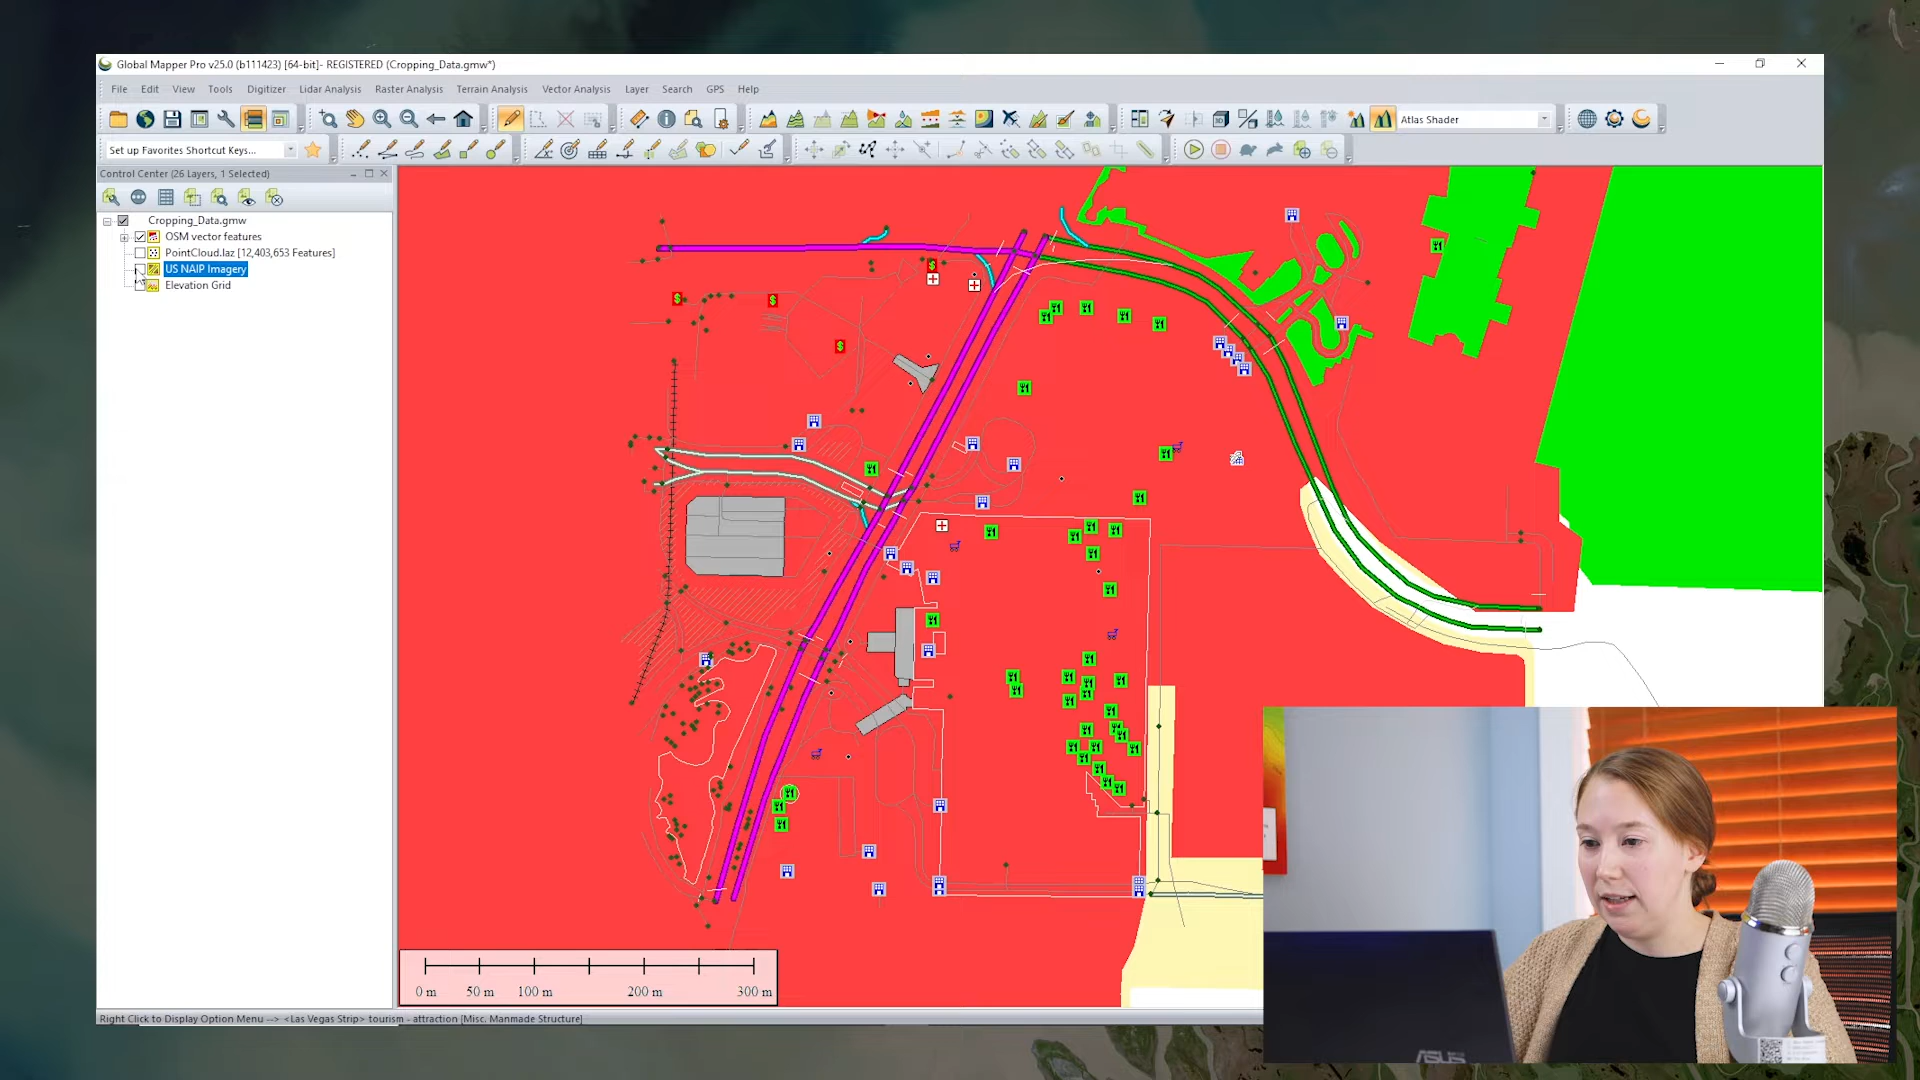 Global Mapper Pro v25.0 (b111423) [64-bit]- REGISTERED (Cropping_Data.gmw*)
File Edit View Tools Digitizer Lidar Analysis Raster Analysis Terrain Analysis Vector Analysis Layer Search GPS Help
Atlas Shader
Set up Favorites Shortcut Keys...
Control Center (26 Layers, 1 Selected)
Cropping_Data.gmw
OSM vector features
PointCloud.laz [12,403,653 Features]
US NAIP Imagery
Elevation Grid
0 m 50 m 100 m 200 m 300 m
Right Click to Display Option Menu --> <Las Vegas Strip> tourism - attraction [Misc. Manmade Structure]
ASUS